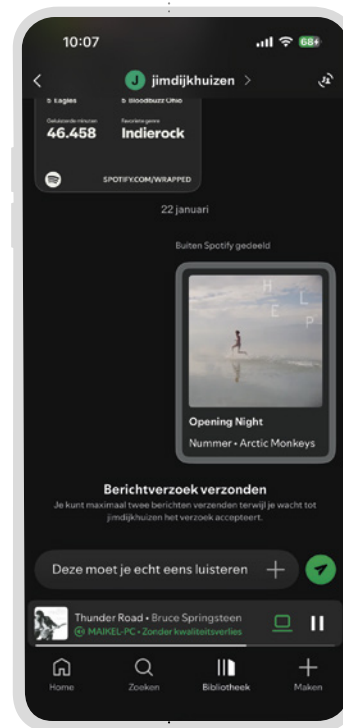 10:07
68
J jimdijkhuizen
5 Eagles
5 Bloodbuzz Ohio
Geluisterde minuten
Favoriete genre
46.458
Indierock
SPOTIFY.COM/WRAPPED
22 januari
Buiten Spotify gedeeld
HELP
Opening Night
Nummer • Arctic Monkeys
Berichtverzoek verzonden
Je kunt maximaal twee berichten verzenden terwijl je wacht tot
jimdijkhuizen het verzoek accepteert.
Deze moet je echt eens luisteren
Thunder Road • Bruce Springsteen
MAIKEL-PC • Zonder kwaliteitsverlies
Home
Zoeken
Bibliotheek
Maken